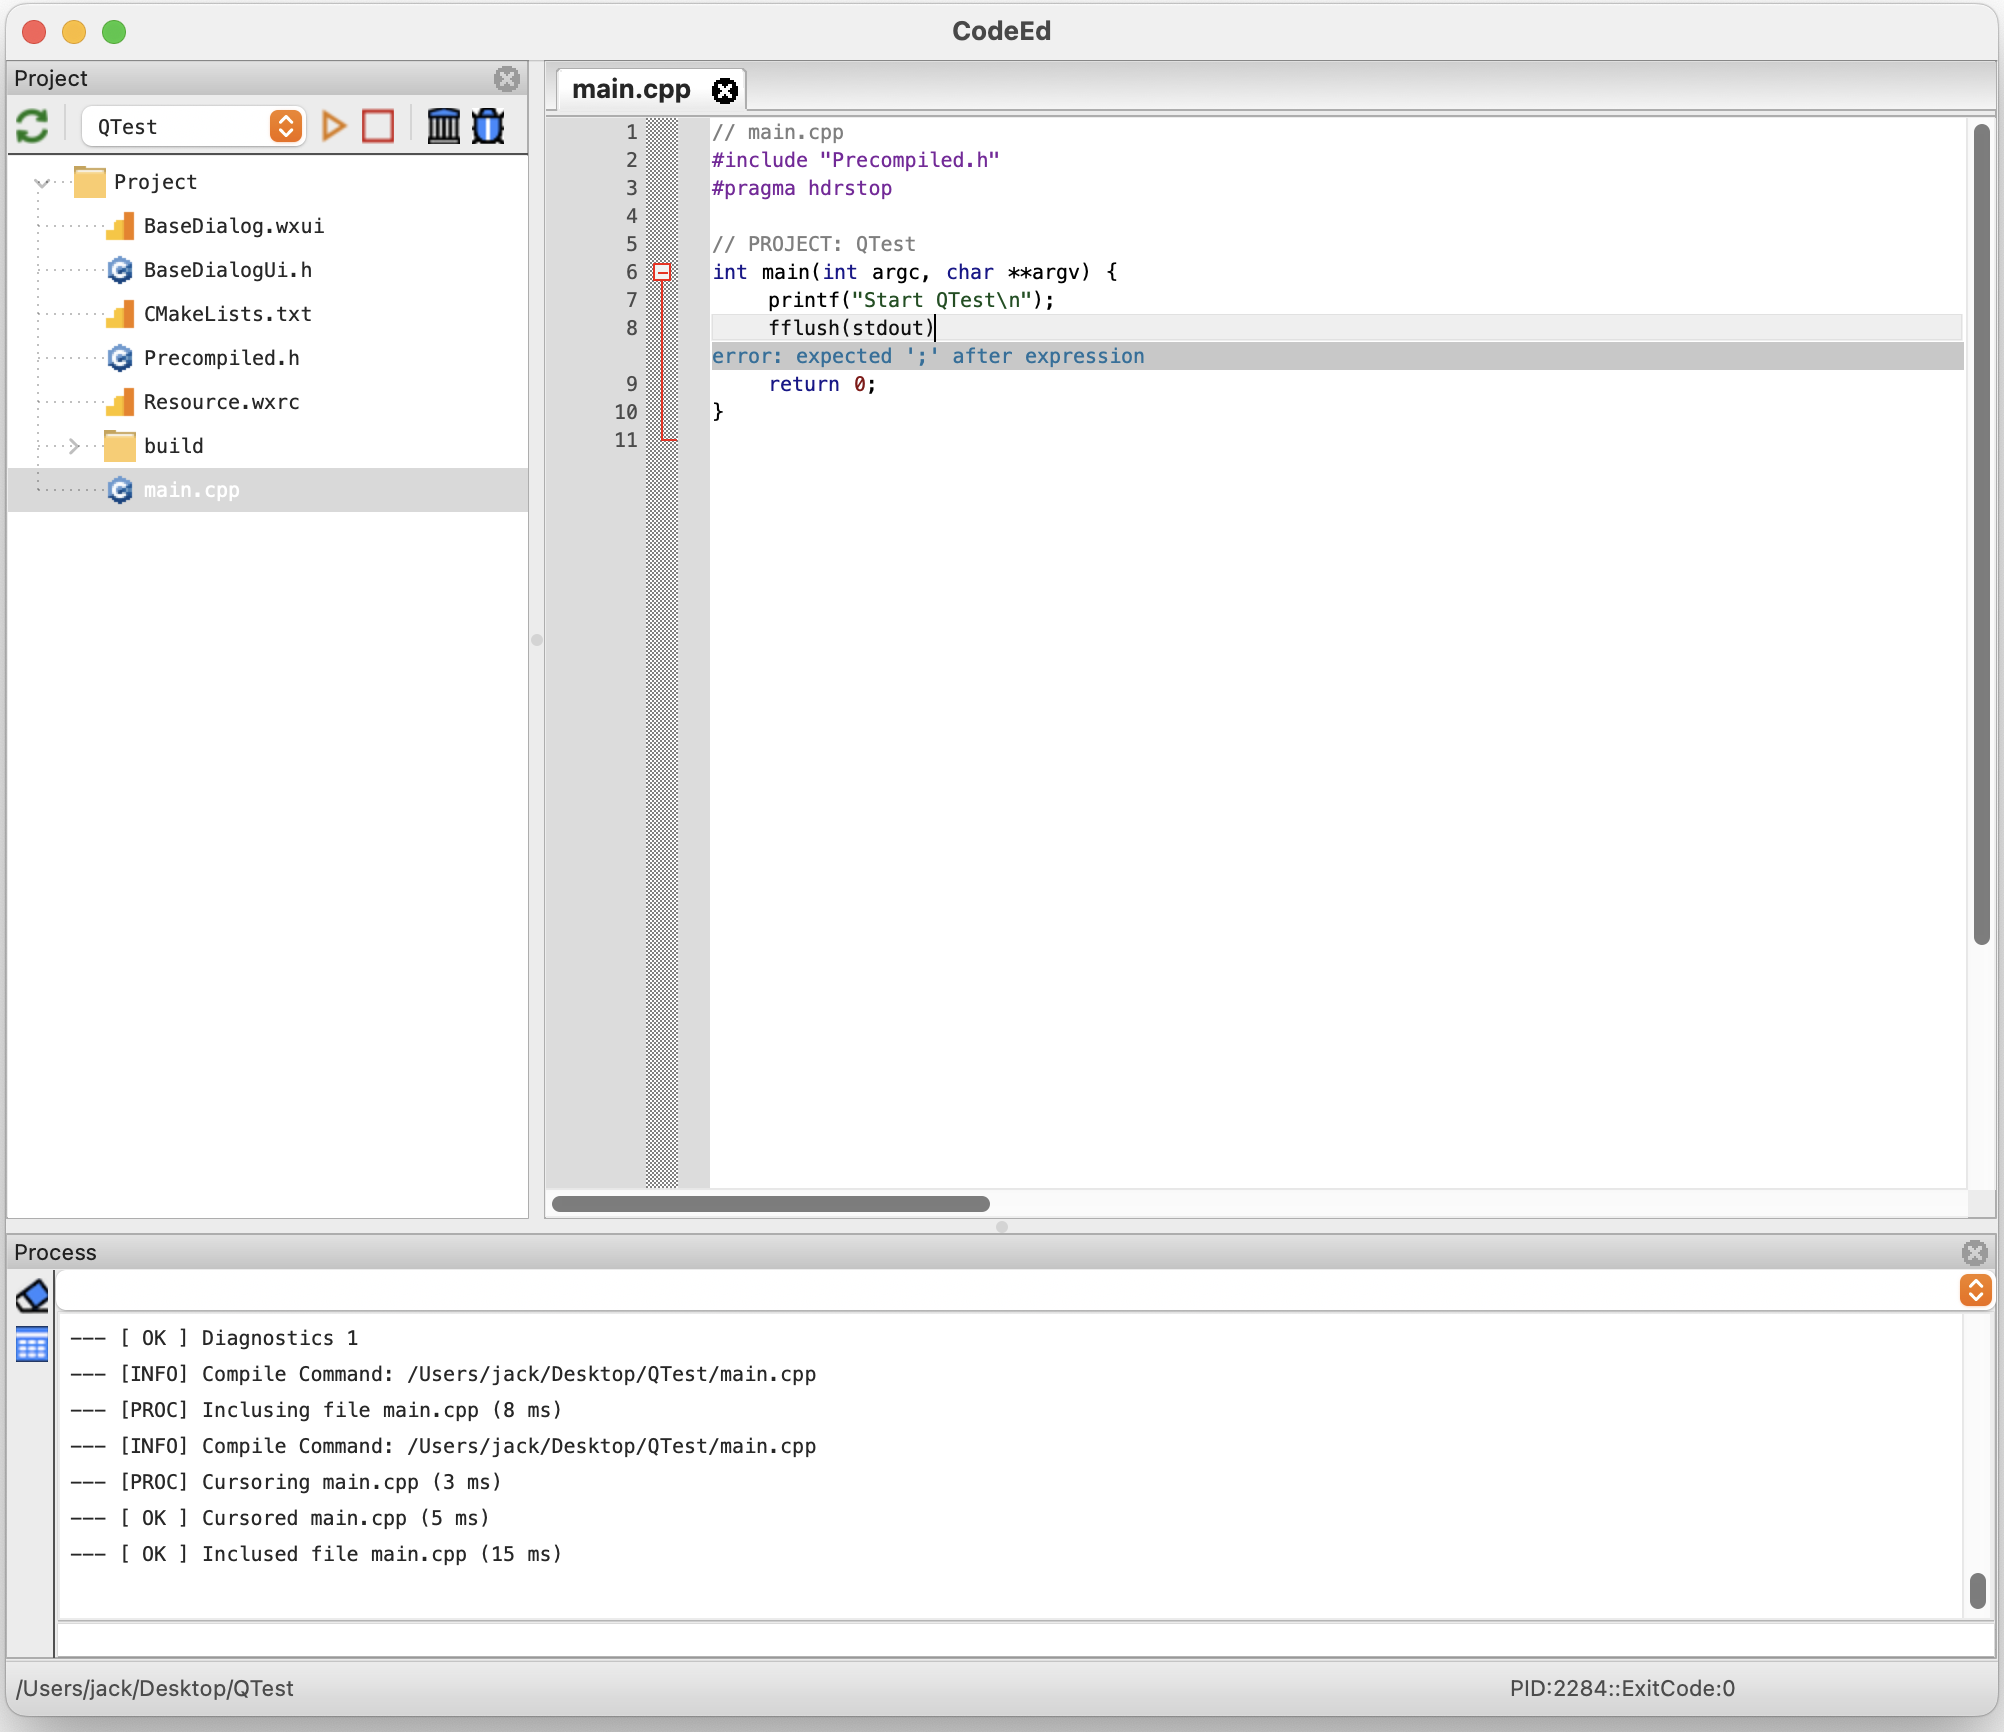 CodeEd
Project
QTest
Project
BaseDialog.wxui
BaseDialogUi.h
CMakeLists.txt
Precompiled.h
Resource.wxrc
build
main.cpp
main.cpp
1 // main.cpp
2 #include "Precompiled.h"
3 #pragma hdrstop
4
5 // PROJECT: QTest
6 int main(int argc, char **argv) {
7 printf("Start QTest\n");
8 fflush(stdout)
error: expected ';' after expression
9 return 0;
10 }
11
Process
--- [ OK ] Diagnostics 1
--- [INFO] Compile Command: /Users/jack/Desktop/QTest/main.cpp
--- [PROC] Inclusing file main.cpp (8 ms)
--- [INFO] Compile Command: /Users/jack/Desktop/QTest/main.cpp
--- [PROC] Cursoring main.cpp (3 ms)
--- [ OK ] Cursored main.cpp (5 ms)
--- [ OK ] Inclused file main.cpp (15 ms)
/Users/jack/Desktop/QTest
PID:2284::ExitCode:0